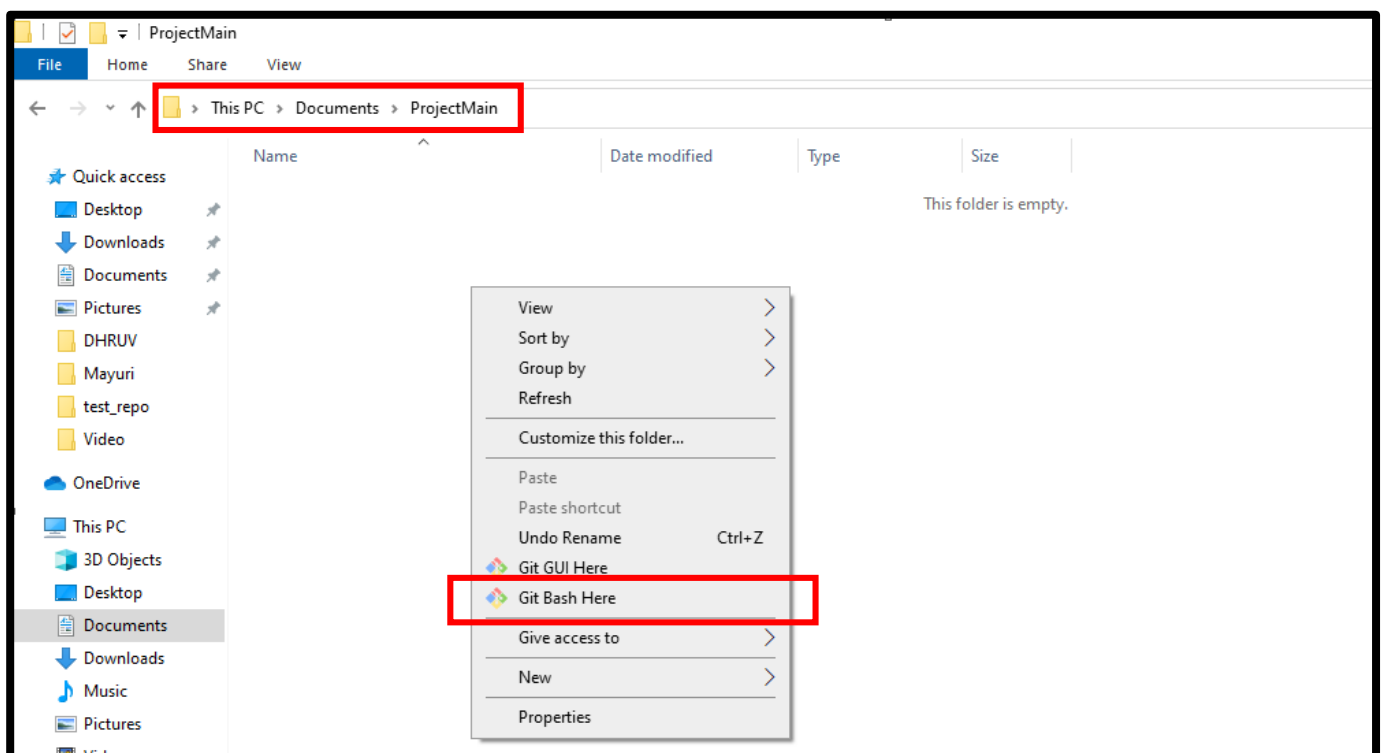 ProjectMain
File Home Share View
This PC > Documents > ProjectMain
Name Date modified Type Size
This folder is empty.
Quick access
Desktop
Downloads
Documents
Pictures
DHRUV
Mayuri
test_repo
Video
OneDrive
This PC
3D Objects
Desktop
Documents
Downloads
Music
Pictures
View
Sort by
Group by
Refresh
Customize this folder...
Paste
Paste shortcut
Undo Rename Ctrl+Z
Git GUI Here
Git Bash Here
Give access to
New
Properties